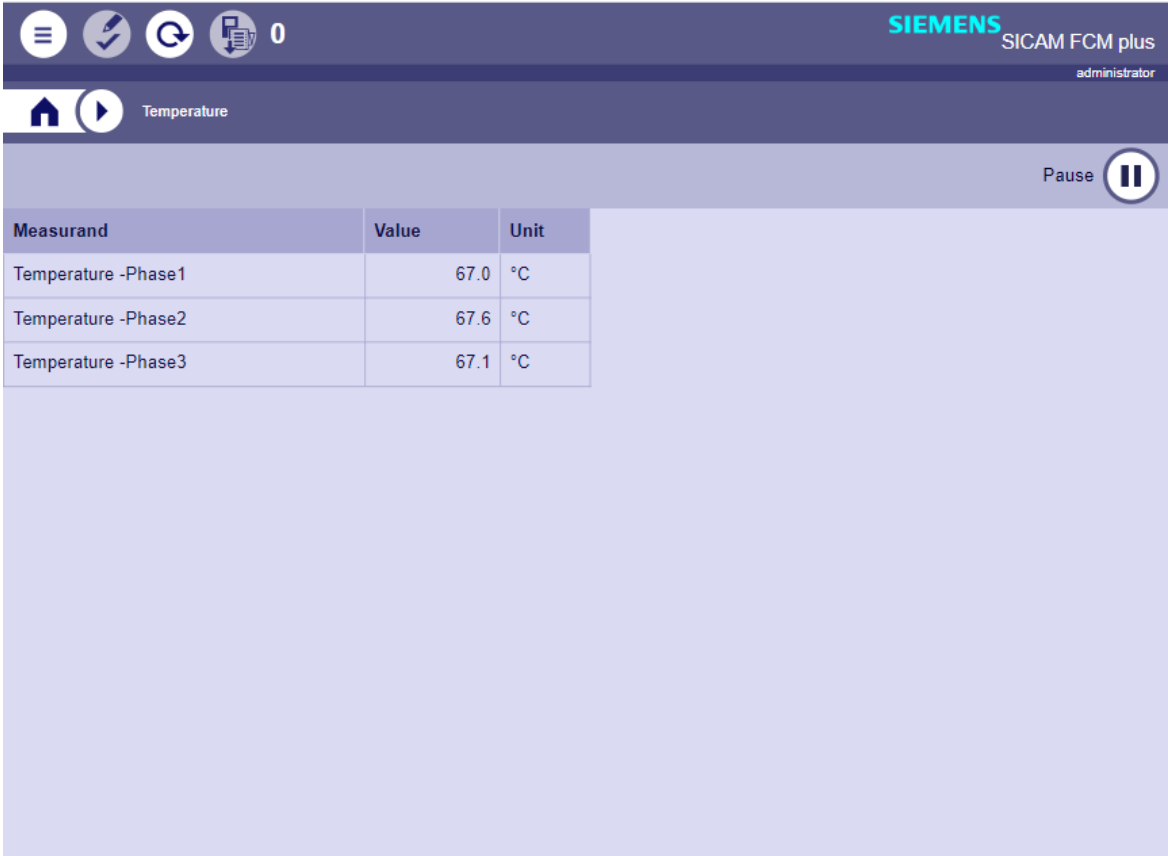 0
SIEMENS
SICAM FCM plus
administrator
Temperature
Pause
Measurand Value Unit
Temperature -Phase1 67.0 °C
Temperature -Phase2 67.6 °C
Temperature -Phase3 67.1 °C